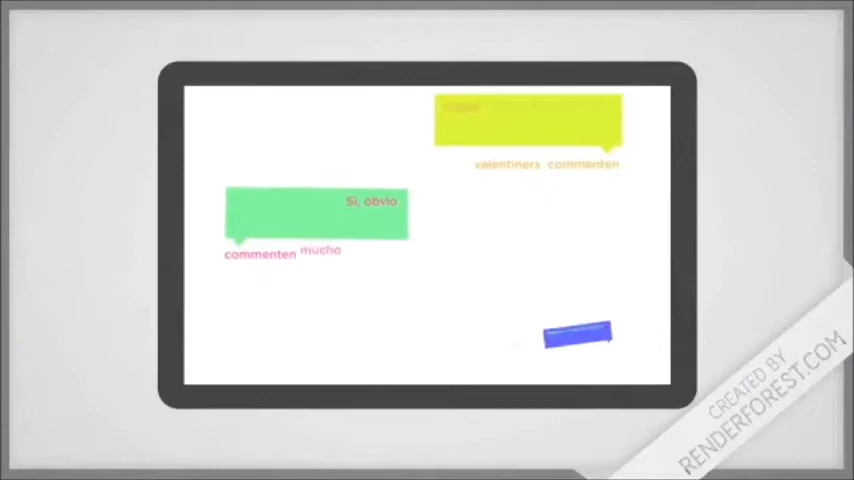 valentiners commenten
Si, obvio
commenten mucho
CREATED BY
RENDERFOREST.COM